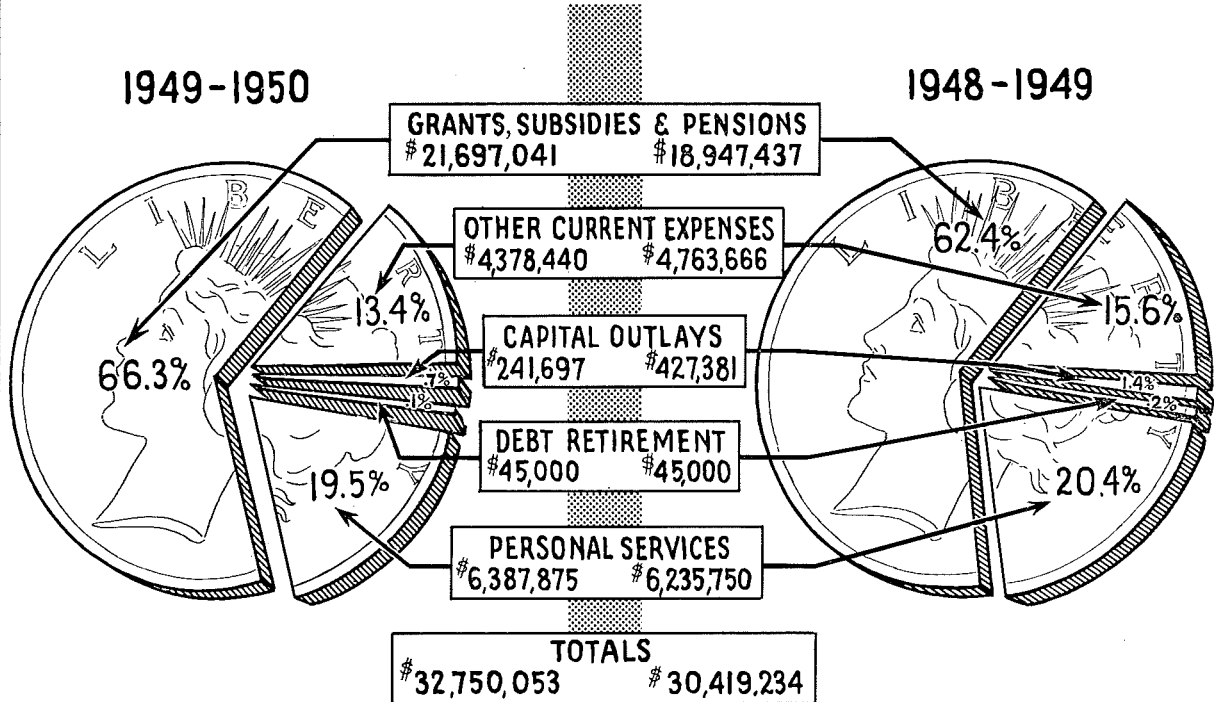 1949-1950
1948-1949
GRANTS, SUBSIDIES & PENSIONS
$21,697,041 $18,947,437
LIBERTY
LIBERTY
OTHER CURRENT EXPENSES
$4,378,440 $4,763,666
62.4%
13.4%
15.6%
CAPITAL OUTLAYS
$241,697 $427,381
66.3%
.7%
1.4%
.1%
.2%
DEBT RETIREMENT
$45,000 $45,000
19.5%
20.4%
PERSONAL SERVICES
$6,387,875 $6,235,750
TOTALS
$32,750,053 $30,419,234